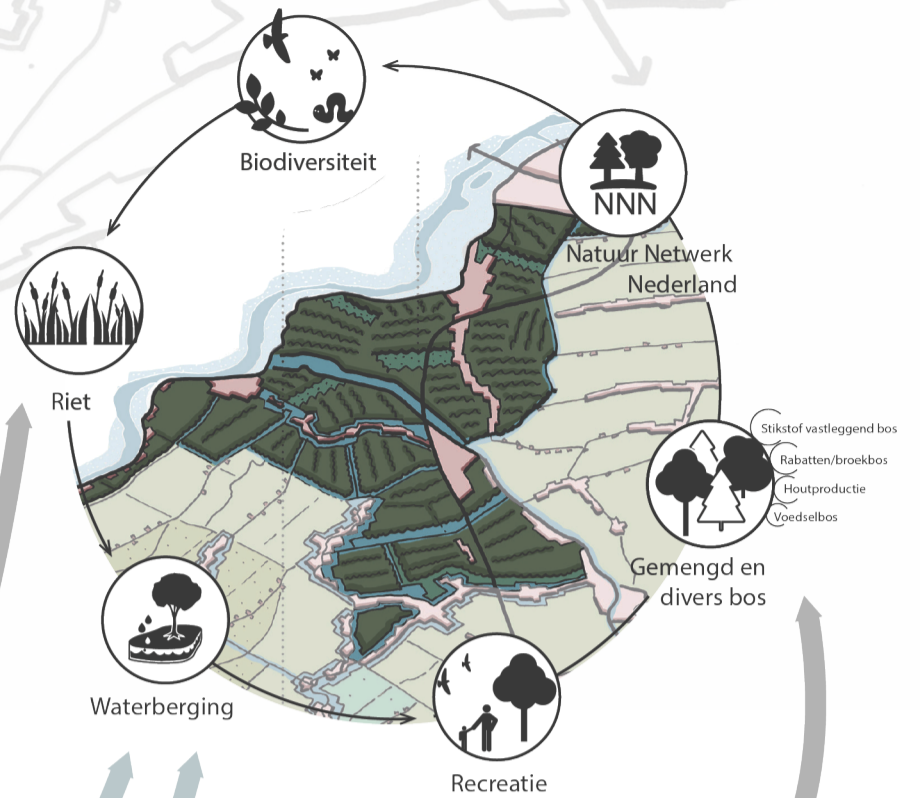 Biodiversiteit
NNN
Natuur Netwerk
Nederland
Riet
Stikstof vastleggend bos
Rabatten/broekbos
Houtproductie
Voedselbos
Gemengd en
divers bos
Waterberging
Recreatie